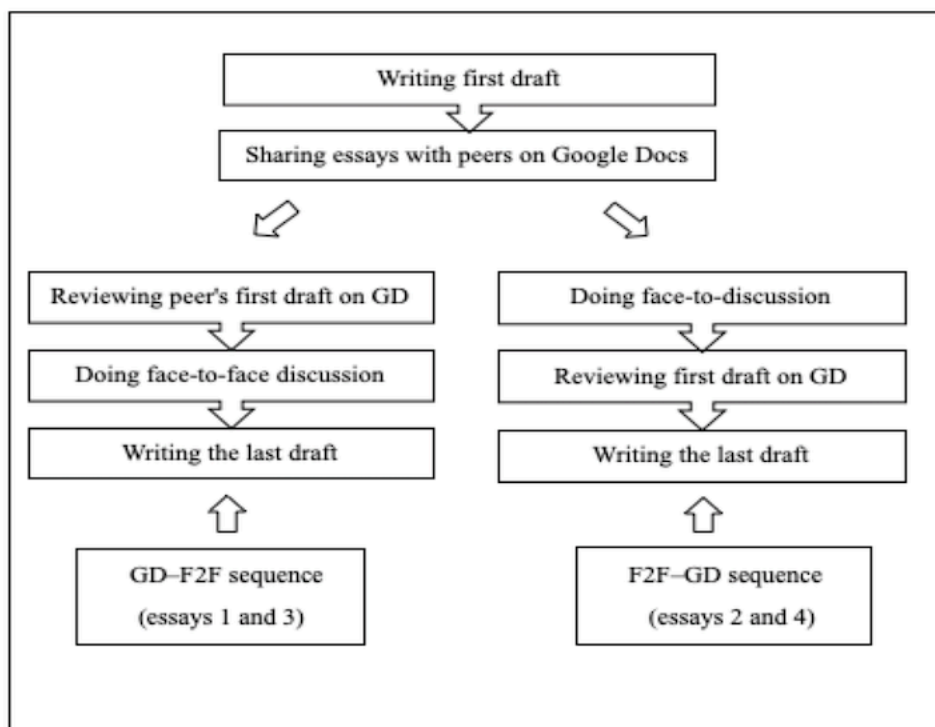 Writing first draft
Sharing essays with peers on Google Docs
Reviewing peer's first draft on GD
Doing face-to-face discussion
Writing the last draft
GD–F2F sequence
(essays 1 and 3)
Doing face-to-discussion
Reviewing first draft on GD
Writing the last draft
F2F–GD sequence
(essays 2 and 4)